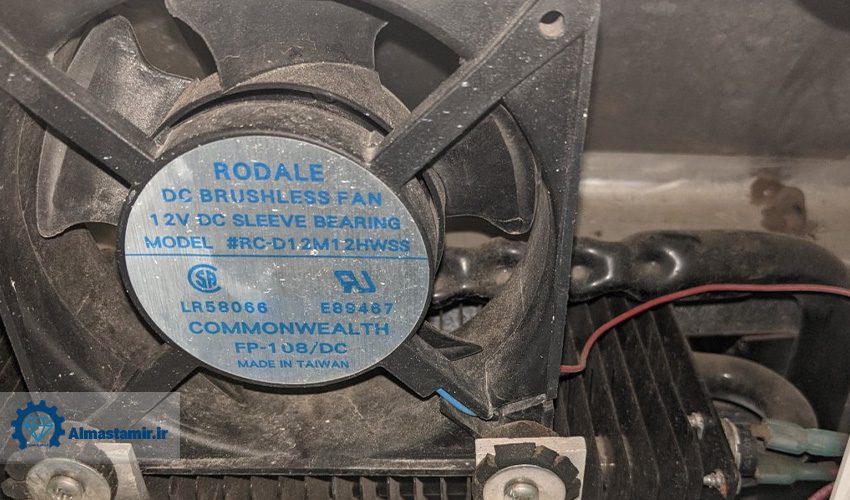 RODALE
DC BRUSHLESS FAN
12V DC SLEEVE BEARING
MODEL #RC-D12M12HWSS
LR58066 E89467
COMMONWEALTH
FP-108/DC
MADE IN TAIWAN
Almastamir.ir